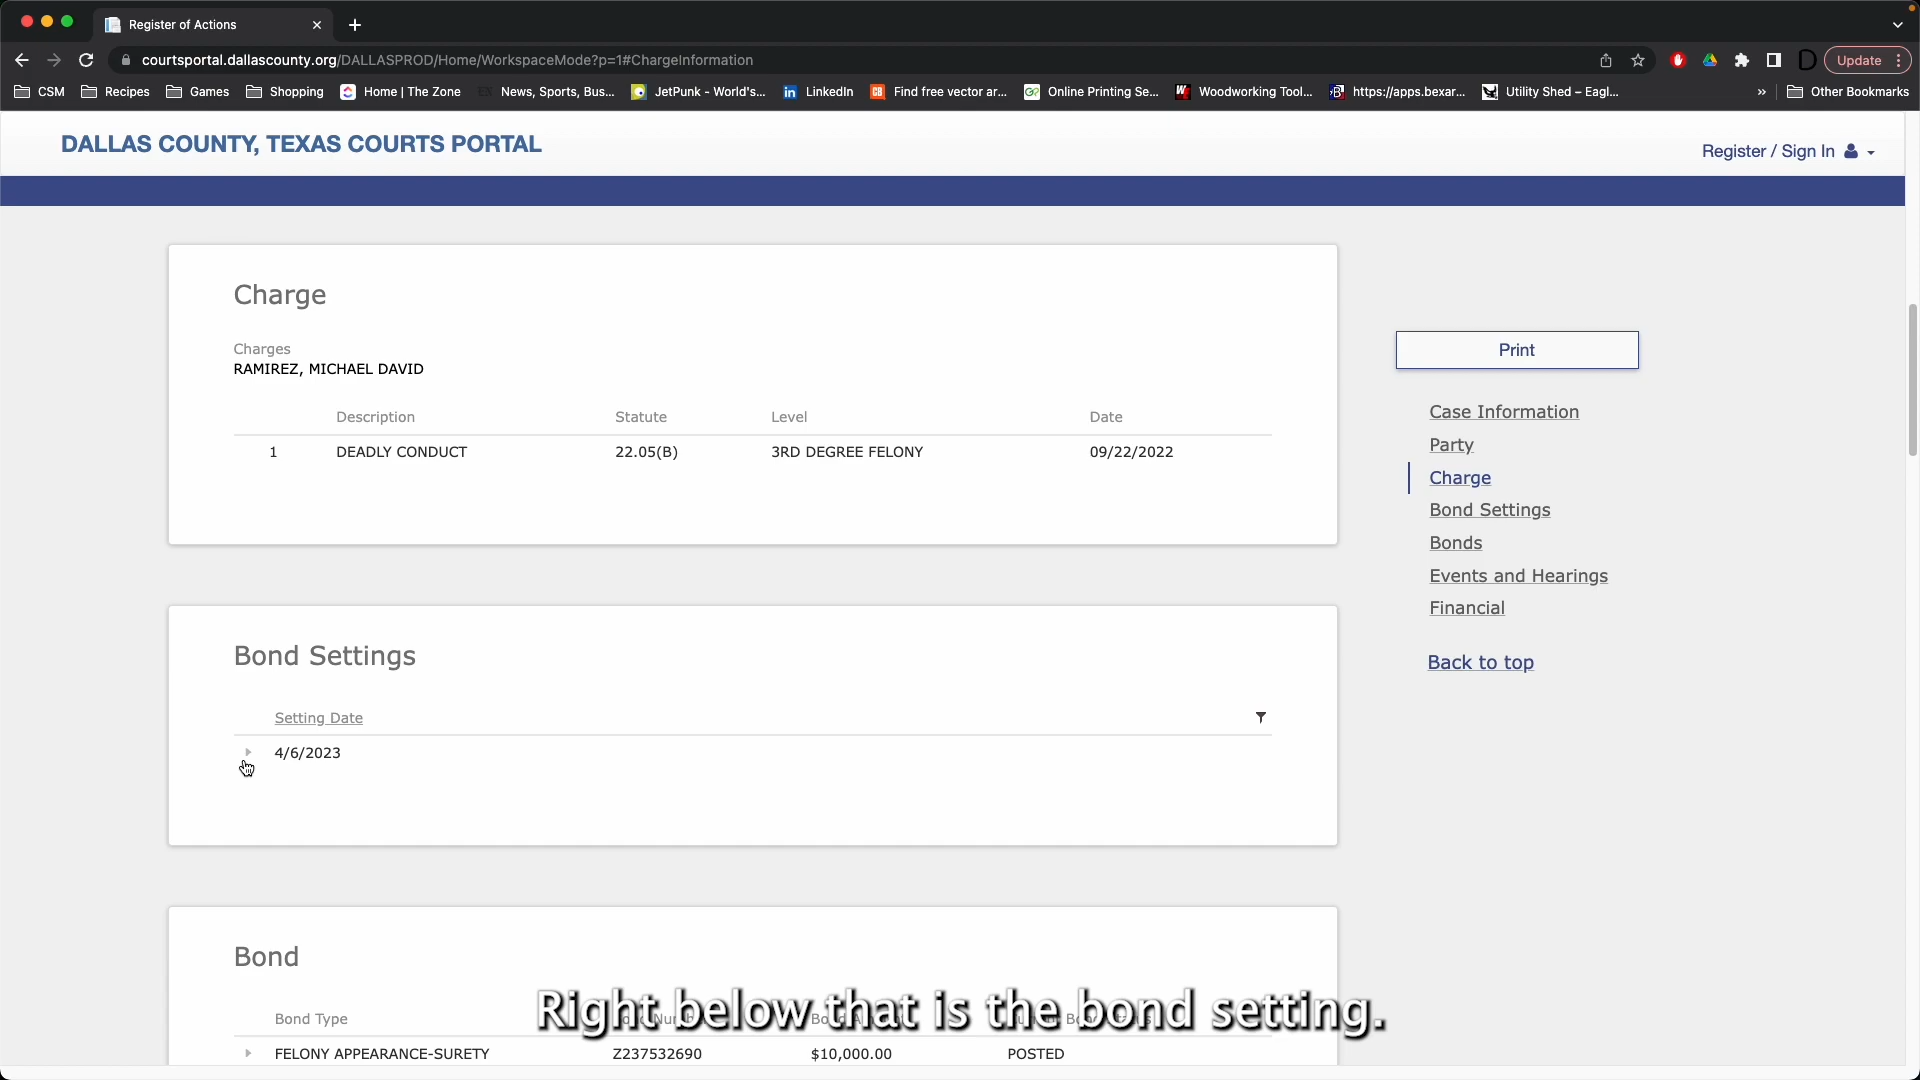 Register of Actions
courtsportal.dallascounty.org/DALLASPROD/Home/WorkspaceMode?p=1#ChargeInformation
Update
CSM Recipes Games Shopping Home | The Zone News, Sports, Bus... JetPunk - World's... LinkedIn Find free vector ar... Online Printing Se... Woodworking Tool... https://apps.bexar... Utility Shed – Eagl... » Other Bookmarks
DALLAS COUNTY, TEXAS COURTS PORTAL
Register / Sign In
Charge
Charges
RAMIREZ, MICHAEL DAVID
Description Statute Level Date
1 DEADLY CONDUCT 22.05(B) 3RD DEGREE FELONY 09/22/2022
Print
Case Information
Party
Charge
Bond Settings
Bonds
Events and Hearings
Financial
Back to top
Bond Settings
Setting Date
4/6/2023
Bond
Bond Type
Right below that is the bond setting.
FELONY APPEARANCE-SURETY Z237532690 $10,000.00 POSTED